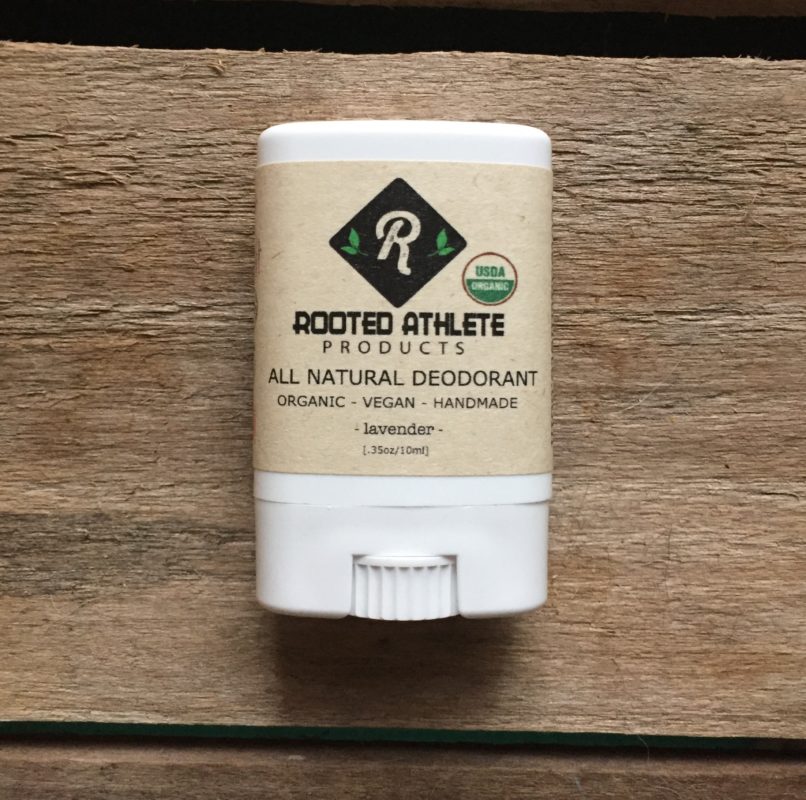 R
USDA
ORGANIC
ROOTED ATHLETE
PRODUCTS
ALL NATURAL DEODORANT
ORGANIC - VEGAN - HANDMADE
- lavender -
[.35oz/10ml]